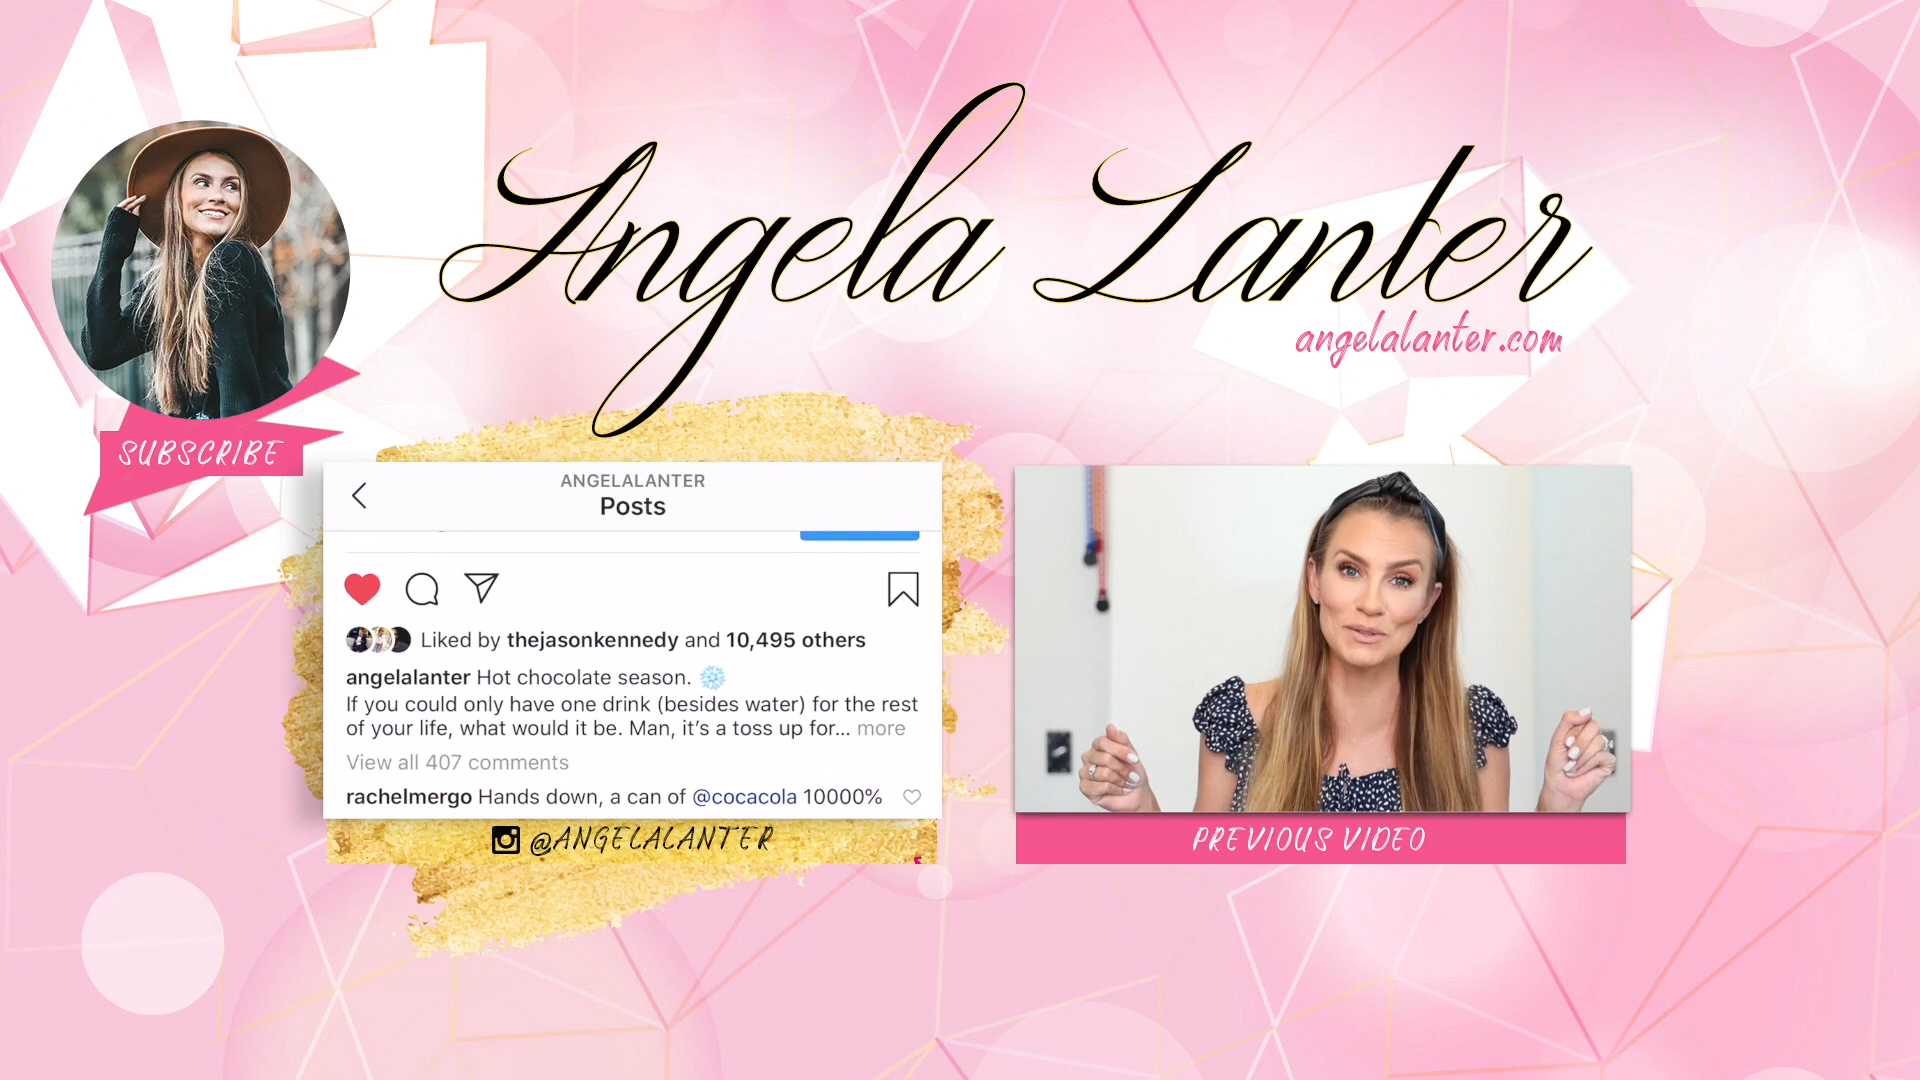 Angela Lanter
angelalanter.com
SUBSCRIBE
ANGELALANTER
Posts
Liked by thejasonkennedy and 10,495 others
angelalanter Hot chocolate season. ❄️
If you could only have one drink (besides water) for the rest
of your life, what would it be. Man, it’s a toss up for... more
View all 407 comments
rachelmergo Hands down, a can of @cocacola 10000%
@ANGELALANTER
PREVIOUS VIDEO